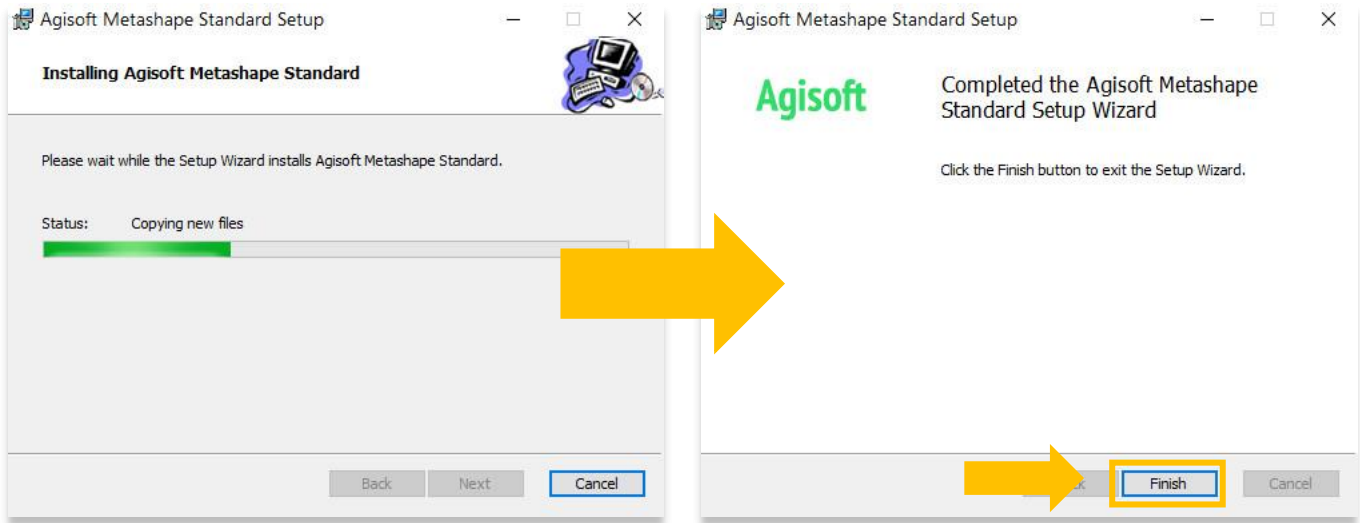 Agisoft Metashape Standard Setup
Installing Agisoft Metashape Standard
Please wait while the Setup Wizard installs Agisoft Metashape Standard.
Status: Copying new files
Back Next Cancel
Agisoft Metashape Standard Setup
Agisoft
Completed the Agisoft Metashape
Standard Setup Wizard
Click the Finish button to exit the Setup Wizard.
Finish Cancel